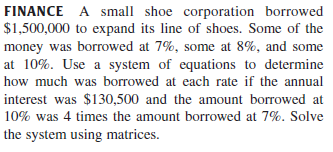 FINANCE A small shoe corporation borrowed
$1,500,000 to expand its line of shoes. Some of the
money was borrowed at 7%, some at 8%, and some
at 10%. Use a system of equations to determine
how much was borrowed at each rate if the annual
interest was $130,500 and the amount borrowed at
10% was 4 times the amount borrowed at 7%. Solve
the system using matrices.